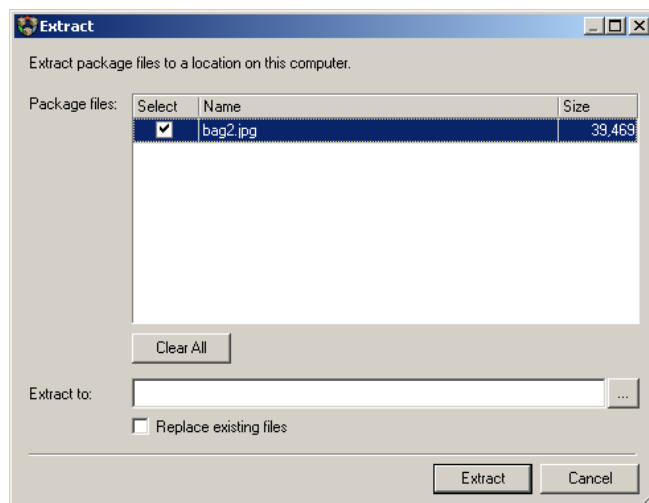 Extract
Extract package files to a location on this computer.
Package files: Select Name Size
bag2.jpg 39,469
Clear All
Extract to: ...
Replace existing files
Extract Cancel